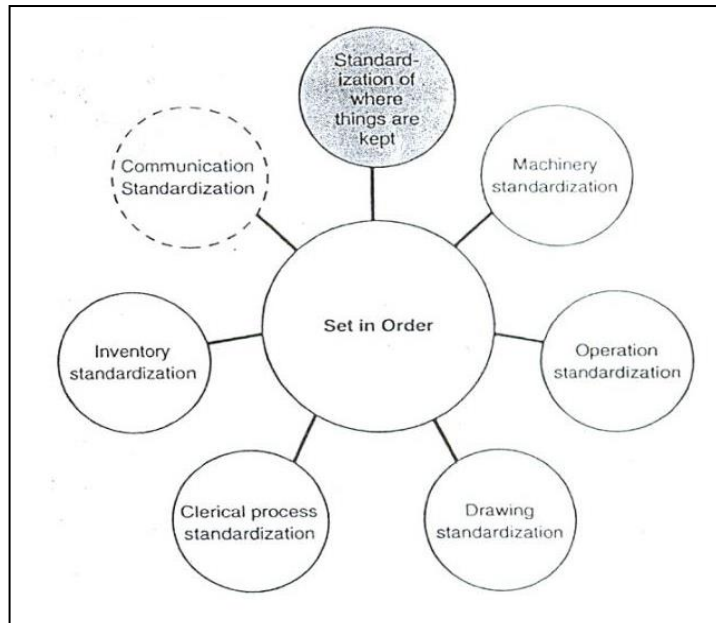 Standard-
ization of
where
things are
kept
Communication
Standardization
Machinery
standardization
Set in Order
Inventory
standardization
Operation
standardization
Clerical process
standardization
Drawing
standardization